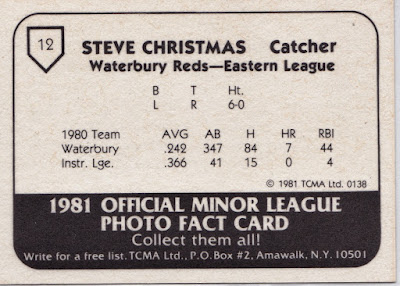 12
STEVE CHRISTMAS Catcher
Waterbury Reds—Eastern League
B T Ht.
L R 6-0
1980 Team AVG AB H HR RBI
Waterbury .242 347 84 7 44
Instr. Lge. .366 41 15 0 4
© 1981 TCMA Ltd. 0138
1981 OFFICIAL MINOR LEAGUE
PHOTO FACT CARD
Collect them all!
Write for a free list. TCMA Ltd., P.O. Box #2, Amawalk, N.Y. 10501